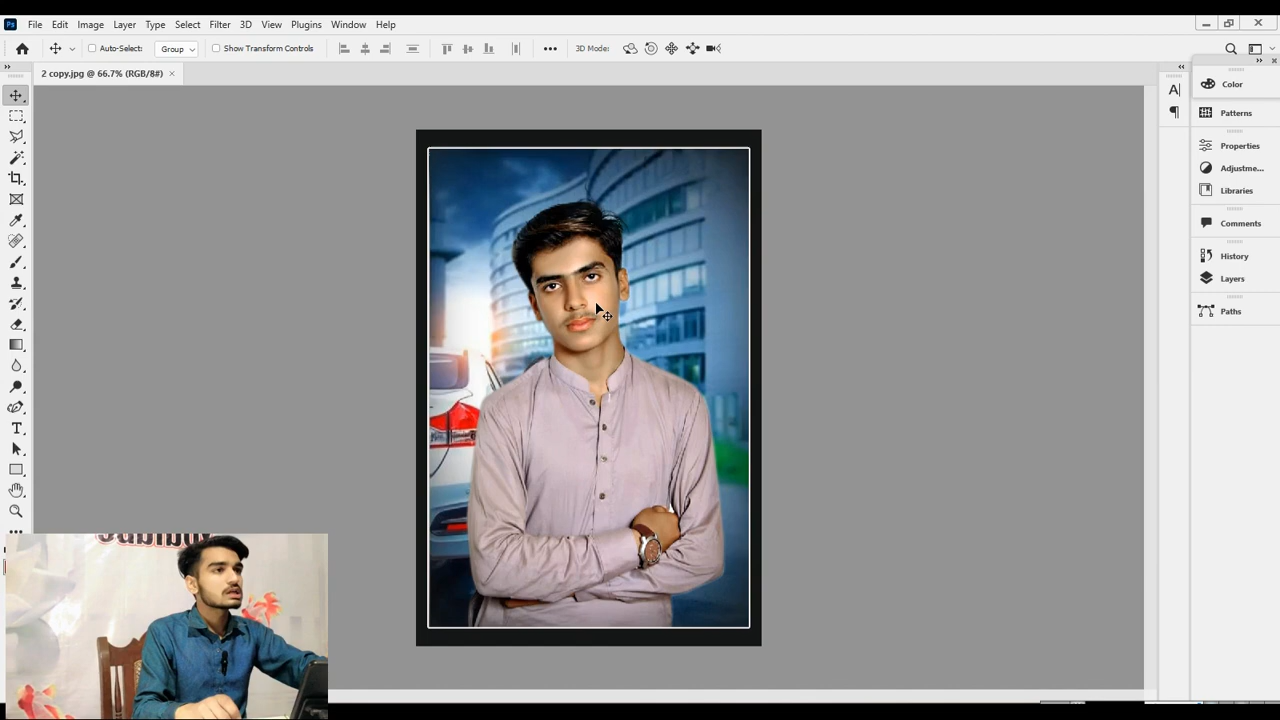 Ps File Edit Image Layer Type Select Filter 3D View Plugins Window Help
Auto-Select: Group Show Transform Controls 3D Mode:
2 copy.jpg @ 66.7% (RGB/8#)
Color
Patterns
Properties
Adjustme...
Libraries
Comments
History
Layers
Paths